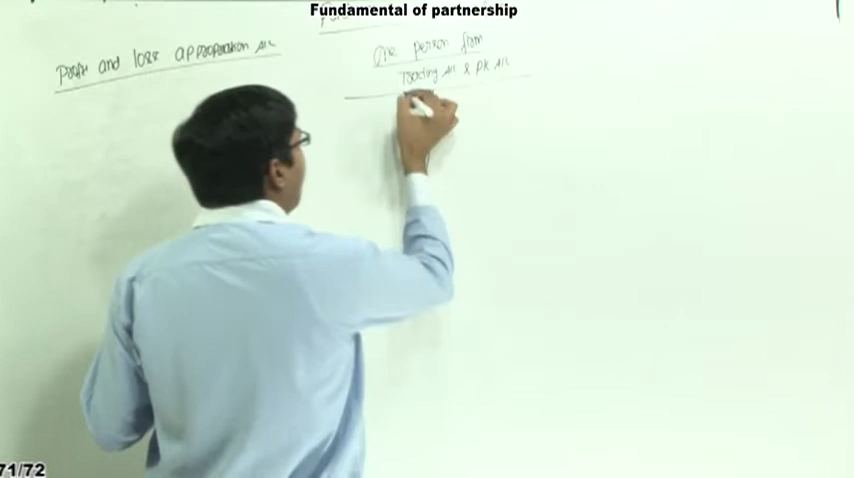 Fundamental of partnership
Profit and loss appropriation A/c
One person firm
Trading A/c & P&L A/c
71/72